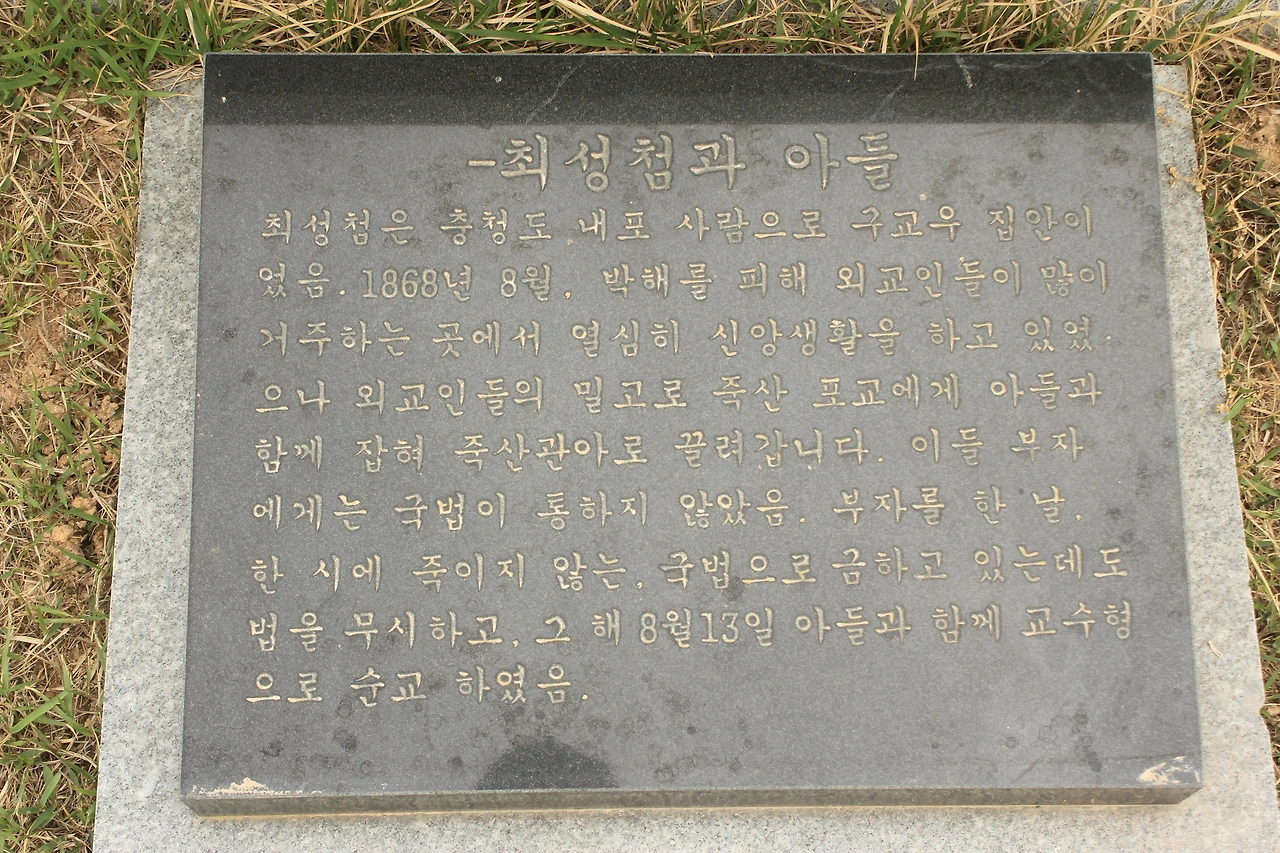 -최성첨과 아들
최성첨은 충청도 내포 사람으로 구교우 집안이
었음. 1868년 8월, 박해를 피해 외교인들이 많이
거주하는 곳에서 열심히 신앙생활을 하고 있었
으나 외교인들의 밀고로 죽산 포교에게 아들과
함께 잡혀 죽산관아로 끌려갑니다. 이들 부자
에게는 국법이 통하지 않았음. 부자를 한 날,
한 시에 죽이지 않는, 국법으로 금하고 있는데도
법을 무시하고, 그 해 8월13일 아들과 함께 교수형
으로 순교 하였음.